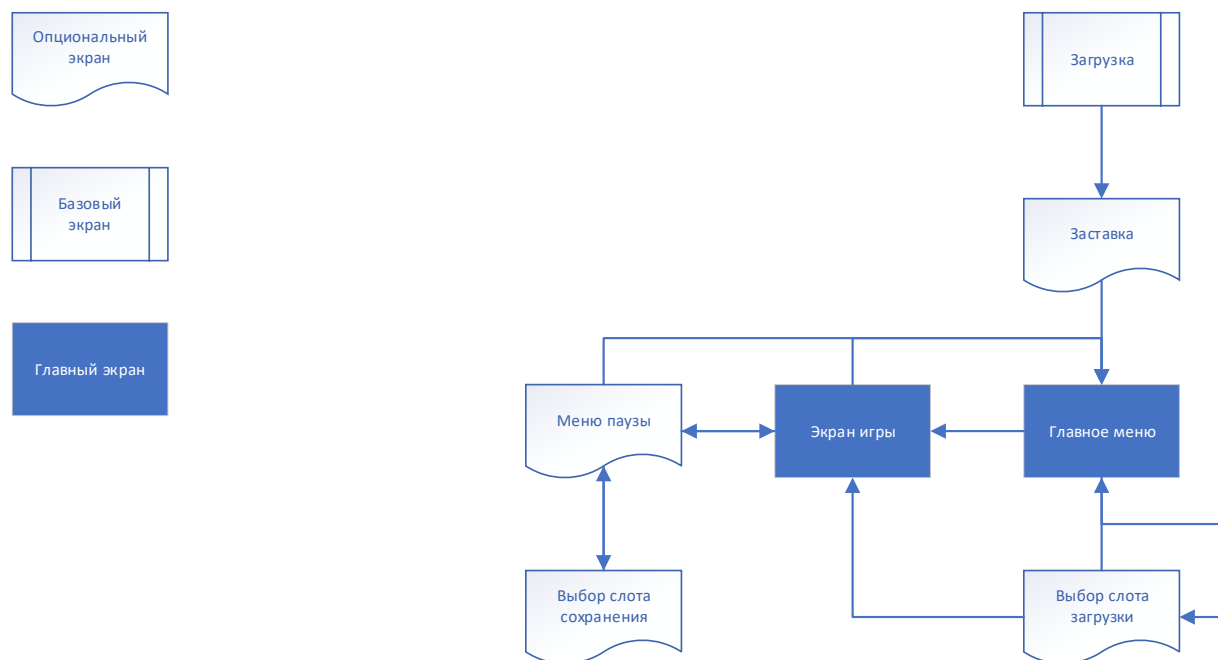 Опциональный
экран
Загрузка
Базовый
экран
Заставка
Главный экран
Меню паузы
Экран игры
Главное меню
Выбор слота
сохранения
Выбор слота
загрузки